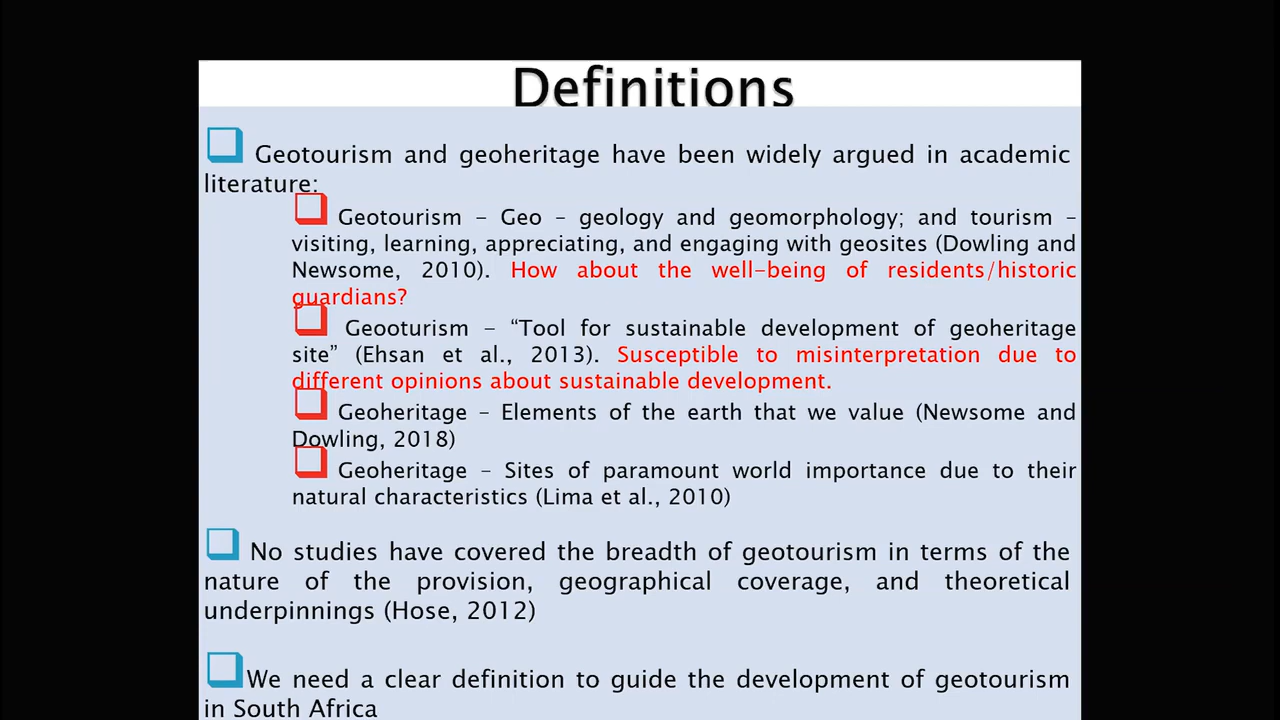 Definitions
Geotourism and geoheritage have been widely argued in academic
literature:
Geotourism – Geo – geology and geomorphology; and tourism –
visiting, learning, appreciating, and engaging with geosites (Dowling and
Newsome, 2010). How about the well-being of residents/historic
guardians?
Geooturism – “Tool for sustainable development of geoheritage
site” (Ehsan et al., 2013). Susceptible to misinterpretation due to
different opinions about sustainable development.
Geoheritage – Elements of the earth that we value (Newsome and
Dowling, 2018)
Geoheritage – Sites of paramount world importance due to their
natural characteristics (Lima et al., 2010)
No studies have covered the breadth of geotourism in terms of the
nature of the provision, geographical coverage, and theoretical
underpinnings (Hose, 2012)
We need a clear definition to guide the development of geotourism
in South Africa